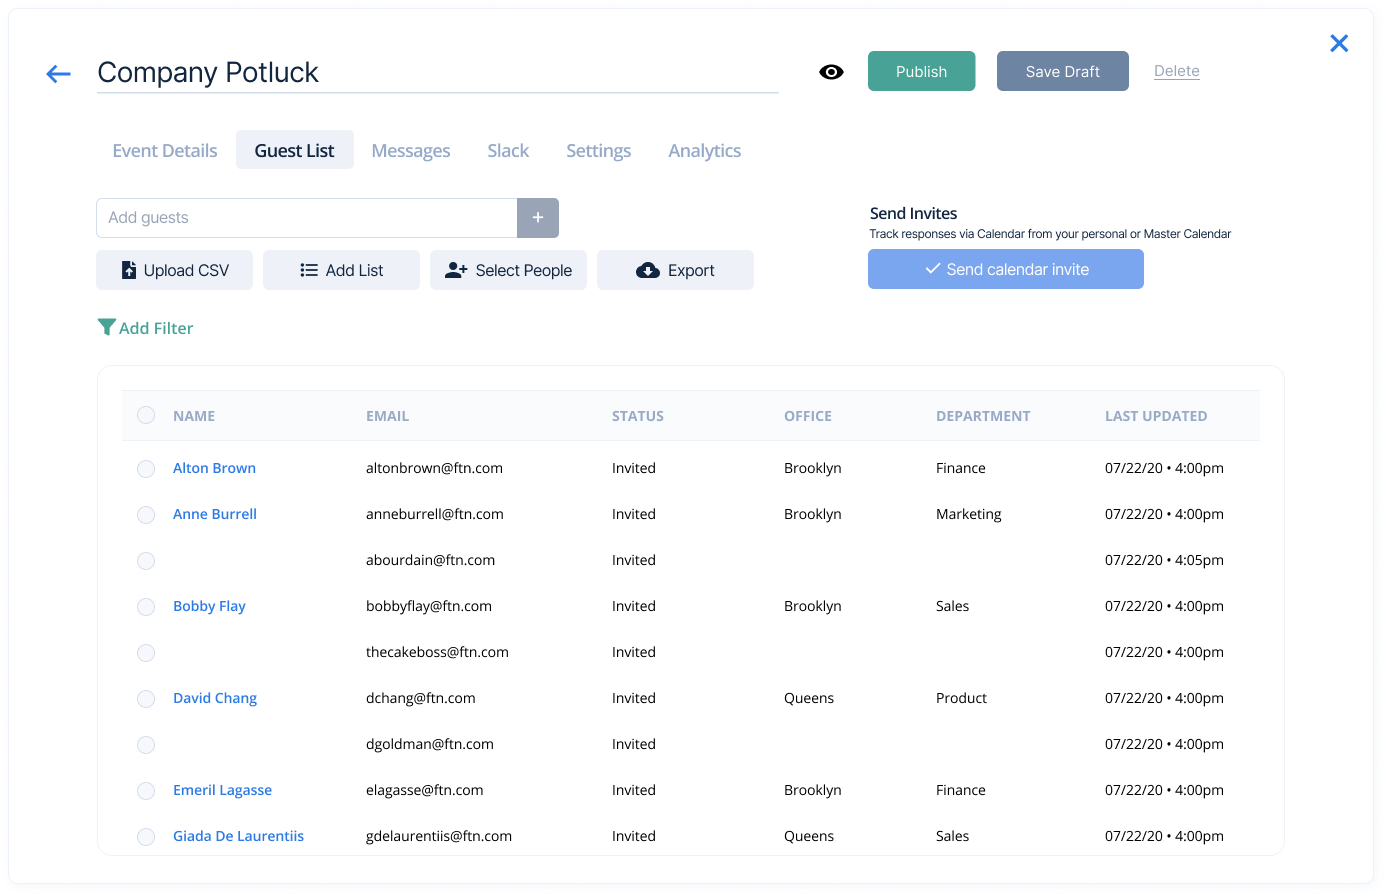 Company Potluck
Publish
Save Draft
Delete
Event Details Guest List Messages Slack Settings Analytics
Add guests +
Send Invites
Track responses via Calendar from your personal or Master Calendar
Upload CSV Add List Select People Export
Send calendar invite
Add Filter
NAME EMAIL STATUS OFFICE DEPARTMENT LAST UPDATED
Alton Brown altonbrown@ftn.com Invited Brooklyn Finance 07/22/20 • 4:00pm
Anne Burrell anneburrell@ftn.com Invited Brooklyn Marketing 07/22/20 • 4:00pm
abourdain@ftn.com Invited 07/22/20 • 4:05pm
Bobby Flay bobbyflay@ftn.com Invited Brooklyn Sales 07/22/20 • 4:00pm
thecakeboss@ftn.com Invited 07/22/20 • 4:00pm
David Chang dchang@ftn.com Invited Queens Product 07/22/20 • 4:00pm
dgoldman@ftn.com Invited 07/22/20 • 4:00pm
Emeril Lagasse elagasse@ftn.com Invited Brooklyn Finance 07/22/20 • 4:00pm
Giada De Laurentiis gdelaurentiis@ftn.com Invited Queens Sales 07/22/20 • 4:00pm